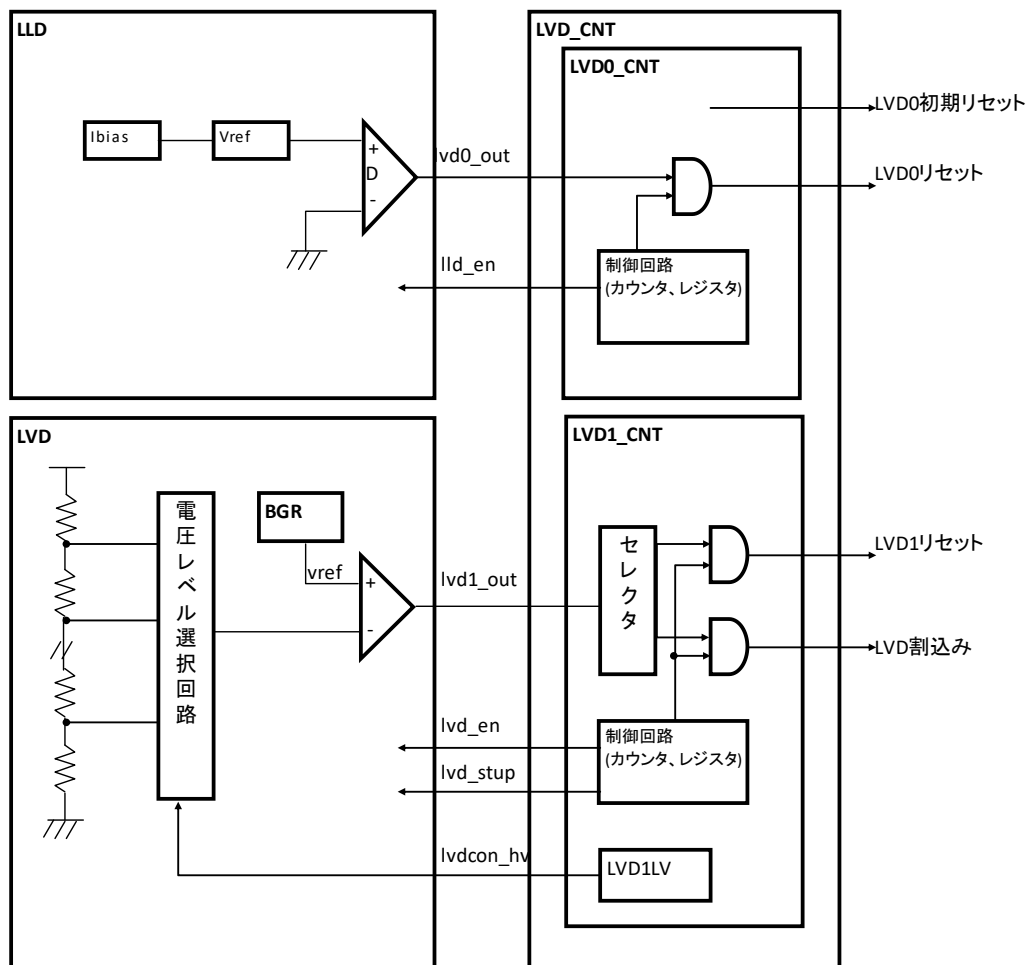 LLD
Ibias
Vref
+
D
-
lvd0_out
lld_en
LVD_CNT
LVD0_CNT
制御回路
(カウンタ、レジスタ)
LVD0初期リセット
LVD0リセット
LVD
電圧レベル選択回路
BGR
vref
+
-
lvd1_out
lvd_en
lvd_stup
lvdcon_hv
LVD1_CNT
セレクタ
制御回路
(カウンタ、レジスタ)
LVD1LV
LVD1リセット
LVD割込み